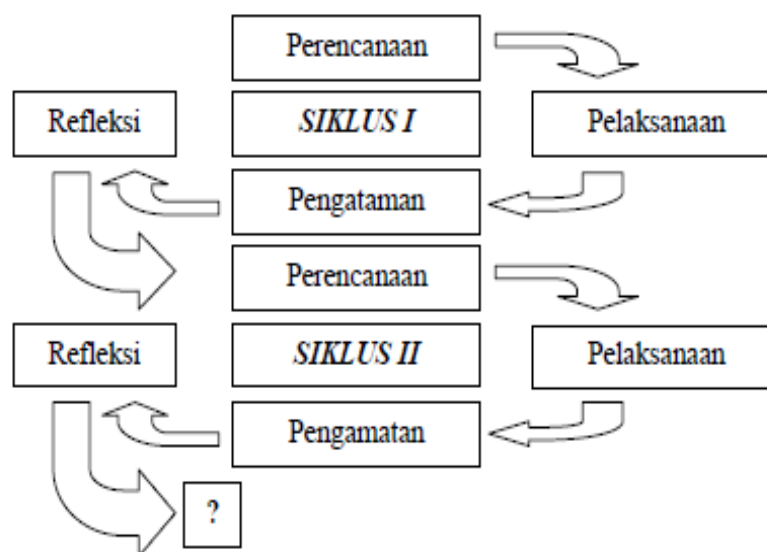 Perencanaan
Refleksi
SIKLUS I
Pelaksanaan
Pengataman
Perencanaan
Refleksi
SIKLUS II
Pelaksanaan
Pengamatan
?